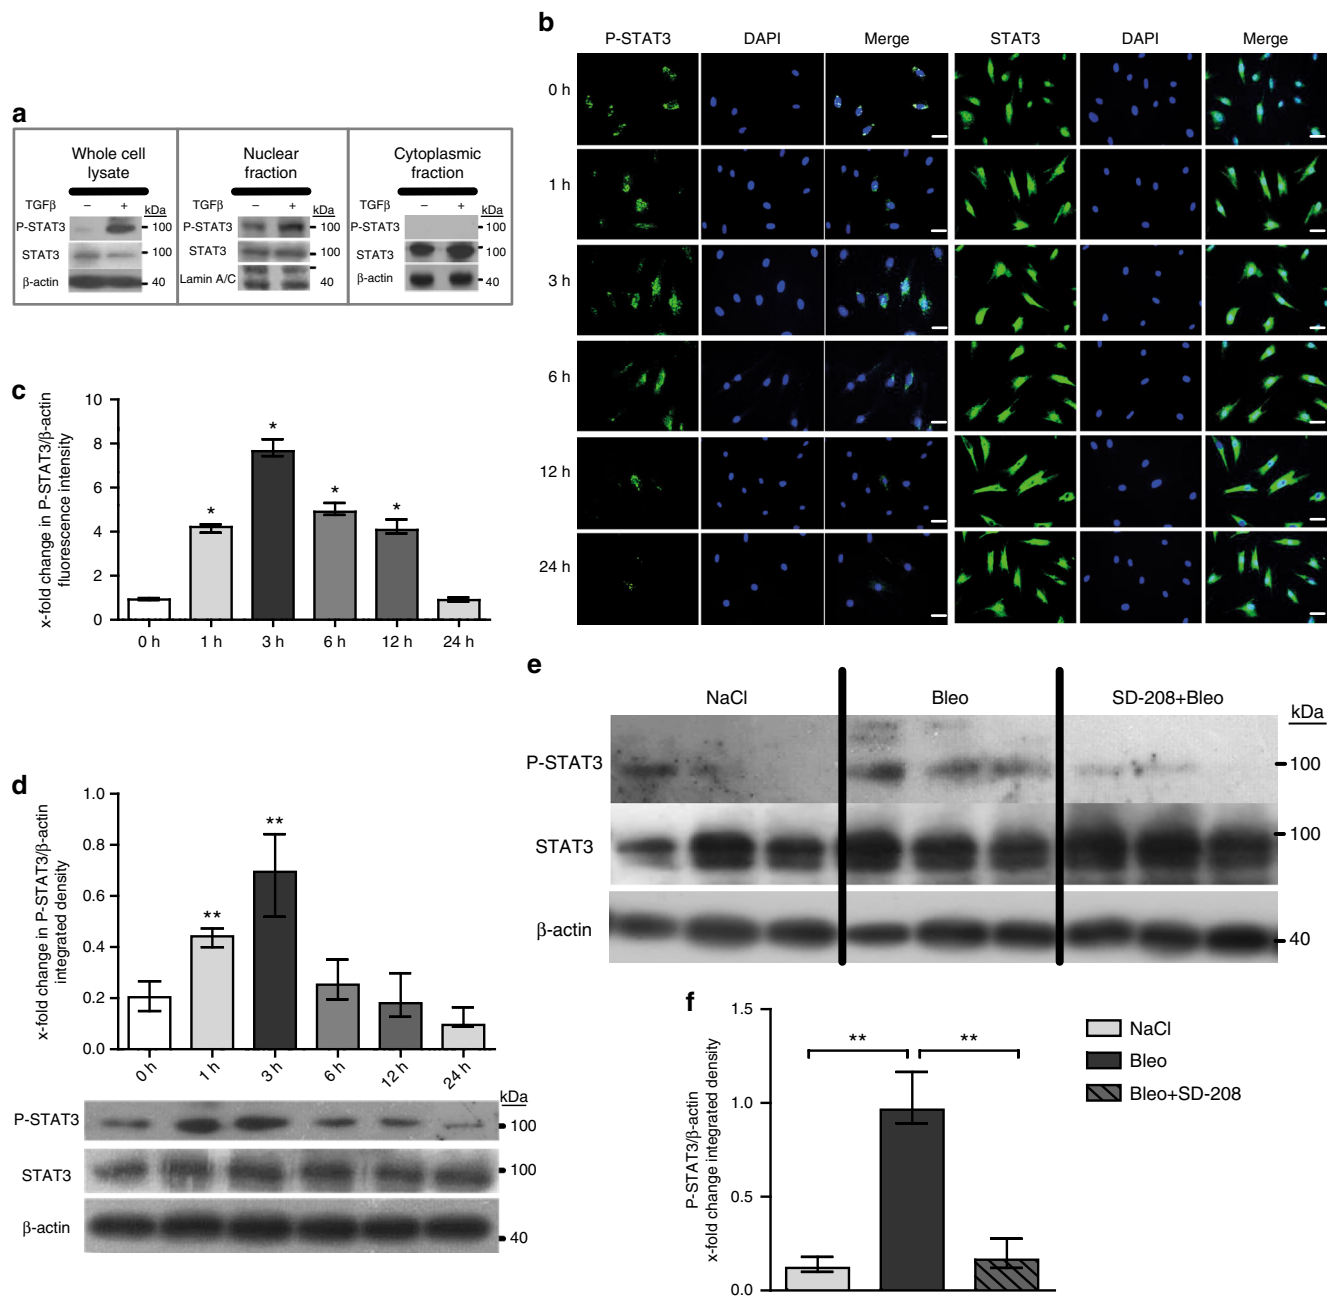 a
Whole cell
lysate
TGFβ – + kDa
P-STAT3 100
STAT3 100
β-actin 40
Nuclear
fraction
TGFβ – + kDa
P-STAT3 100
STAT3 100
Lamin A/C 40
Cytoplasmic
fraction
TGFβ – + kDa
P-STAT3 100
STAT3 100
β-actin 40
b
P-STAT3 DAPI Merge STAT3 DAPI Merge
0 h
1 h
3 h
6 h
12 h
24 h
c
x-fold change in P-STAT3/β-actin
fluorescence intensity
10
8
6
4
2
0
* * * * 
0 h 1 h 3 h 6 h 12 h 24 h
d
x-fold change in P-STAT3/β-actin
integrated density
1.0
0.8
0.6
0.4
0.2
0.0
** **
0 h 1 h 3 h 6 h 12 h 24 h
kDa
P-STAT3 100
STAT3 100
β-actin 40
e
NaCl Bleo SD-208+Bleo
kDa
P-STAT3 100
STAT3 100
β-actin 40
f
P-STAT3/β-actin
x-fold change integrated density
1.5
1.0
0.5
0.0
** **
NaCl
Bleo
Bleo+SD-208